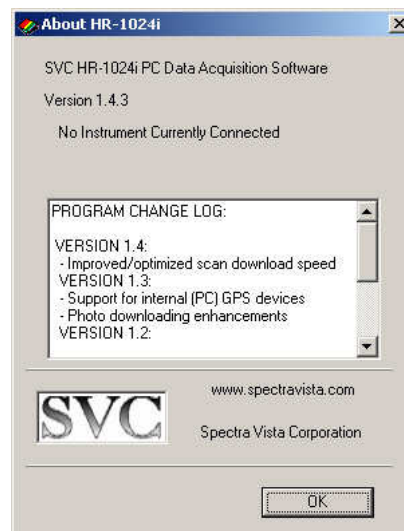 About HR-1024i
SVC HR-1024i PC Data Acquisition Software
Version 1.4.3
No Instrument Currently Connected
PROGRAM CHANGE LOG:
VERSION 1.4:
- Improved/optimized scan download speed
VERSION 1.3:
- Support for internal (PC) GPS devices
- Photo downloading enhancements
VERSION 1.2:
SVC
www.spectravista.com
Spectra Vista Corporation
OK